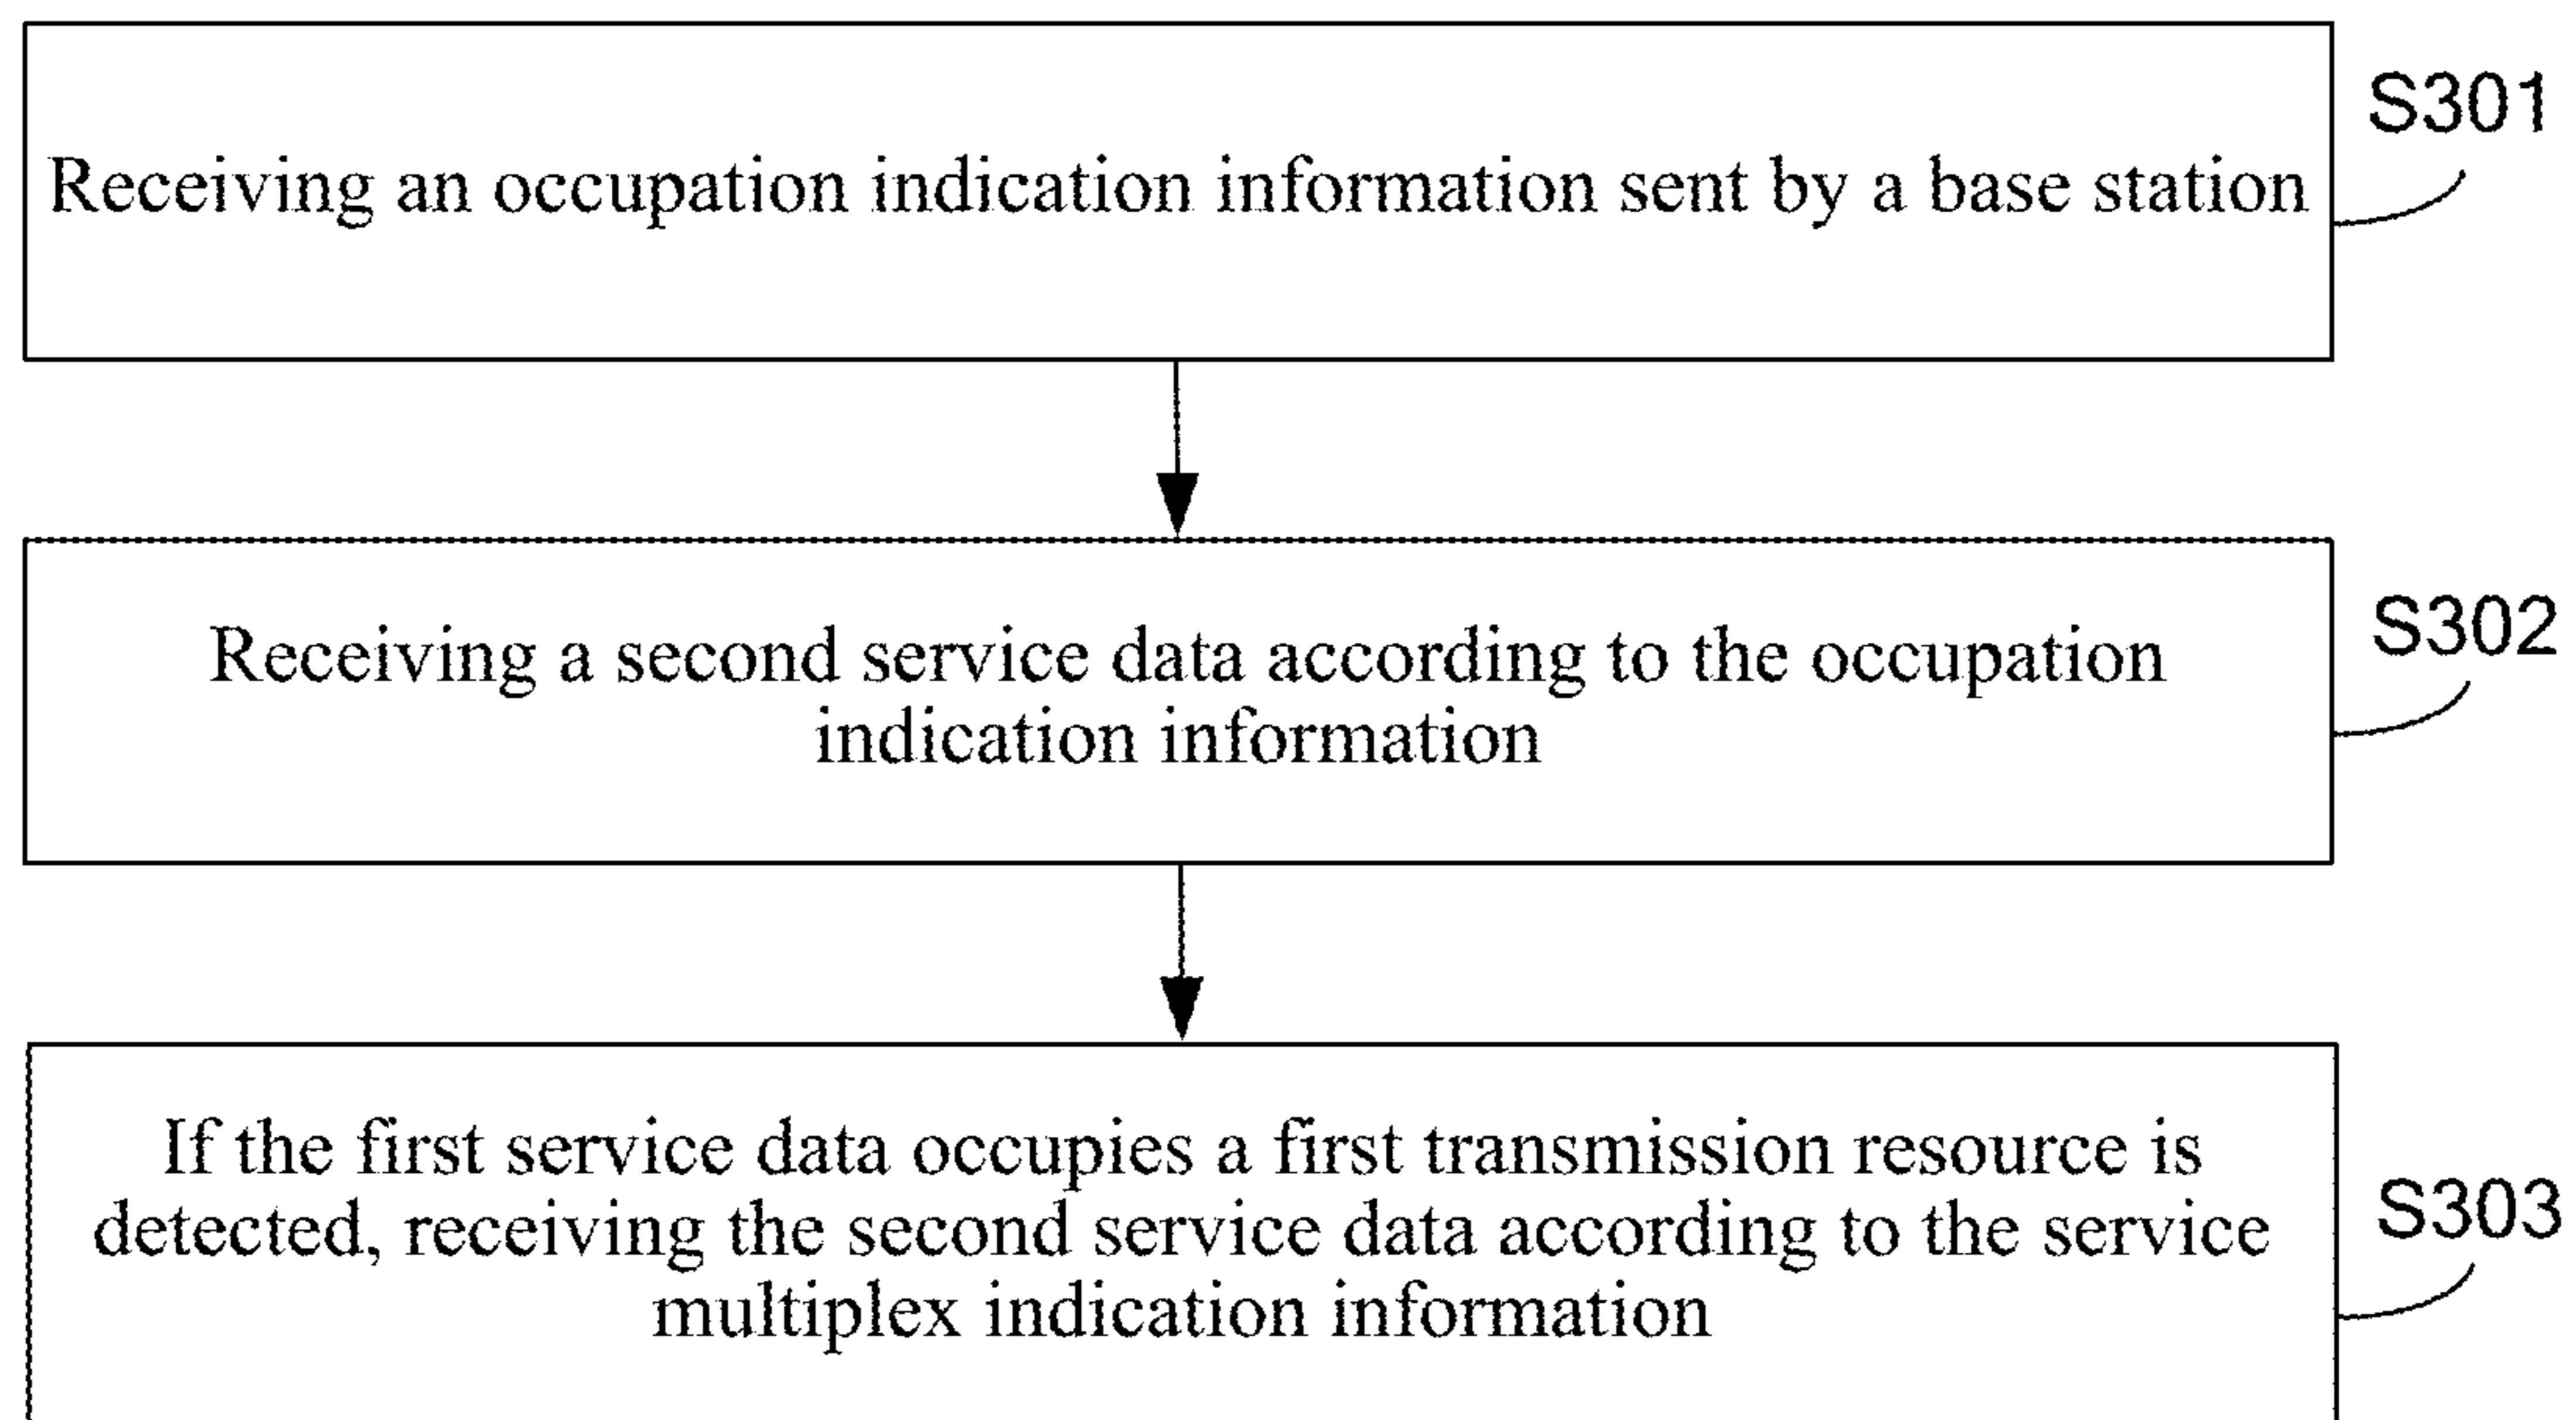 S301
Receiving an occupation indication information sent by a base station
S302
Receiving a second service data according to the occupation
indication information
S303
If the first service data occupies a first transmission resource is
detected, receiving the second service data according to the service
multiplex indication information